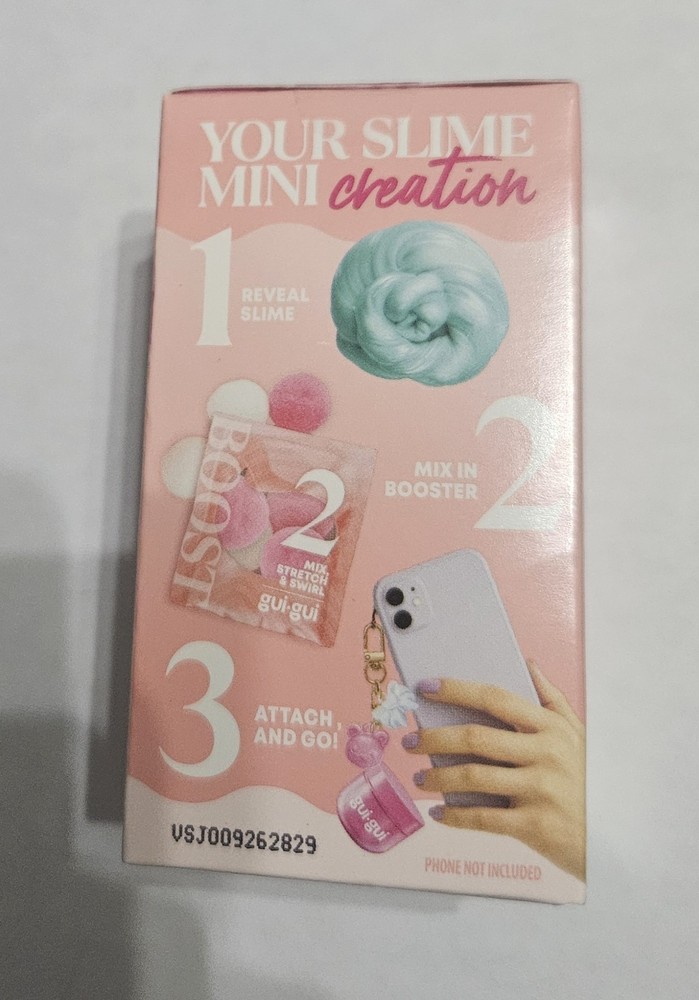 YOUR SLIME
MINI creation
1
REVEAL
SLIME
BOOST
2
MIX,
STRETCH
& SWIRL
gui·gui
MIX IN
BOOSTER
2
3
ATTACH,
AND GO!
gui·gui
VSJ009262829
PHONE NOT INCLUDED